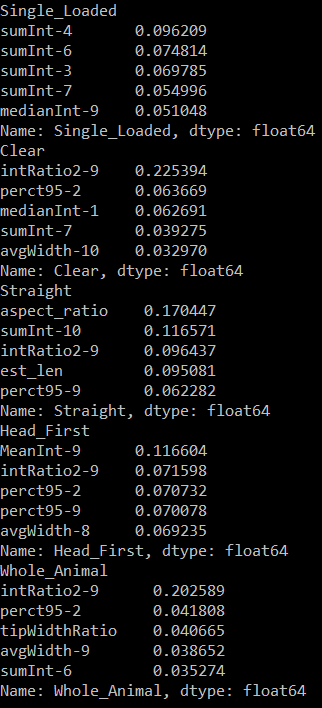 Single_Loaded
sumInt-4 0.096209
sumInt-6 0.074814
sumInt-3 0.069785
sumInt-7 0.054996
medianInt-9 0.051048
Name: Single_Loaded, dtype: float64
Clear
intRatio2-9 0.225394
perct95-2 0.063669
medianInt-1 0.062691
sumInt-7 0.039275
avgWidth-10 0.032970
Name: Clear, dtype: float64
Straight
aspect_ratio 0.170447
sumInt-10 0.116571
intRatio2-9 0.096437
est_len 0.095081
perct95-9 0.062282
Name: Straight, dtype: float64
Head_First
MeanInt-9 0.116604
intRatio2-9 0.071598
perct95-2 0.070732
perct95-9 0.070078
avgWidth-8 0.069235
Name: Head_First, dtype: float64
Whole_Animal
intRatio2-9 0.202589
perct95-2 0.041808
tipWidthRatio 0.040665
avgWidth-9 0.038652
sumInt-6 0.035274
Name: Whole_Animal, dtype: float64